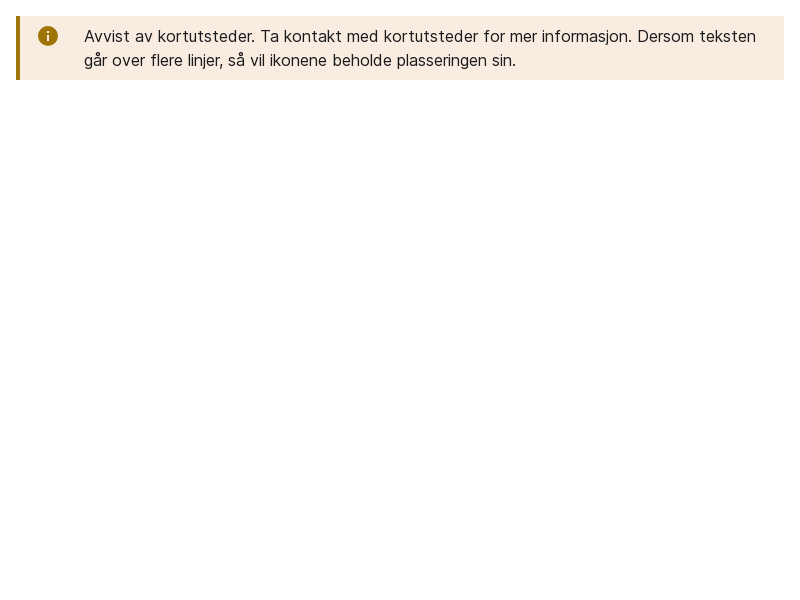 Avvist av kortutsteder. Ta kontakt med kortutsteder for mer informasjon. Dersom teksten
går over flere linjer, så vil ikonene beholde plasseringen sin.